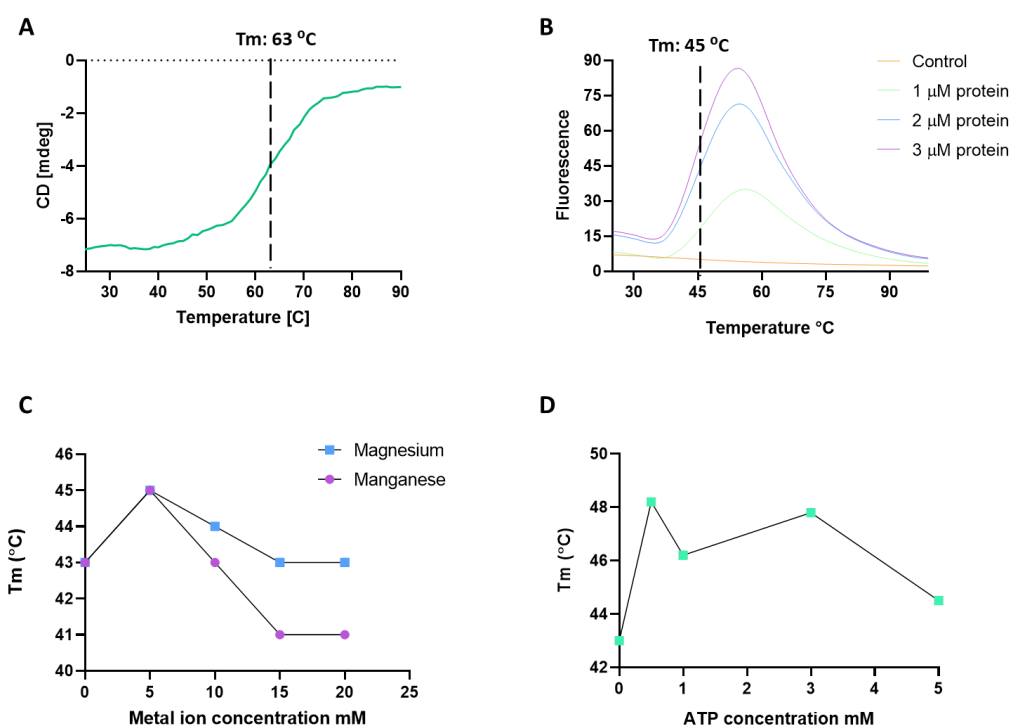 A
Tm: 63 °C
0
-2
-4
-6
-8
CD [mdeg]
30 40 50 60 70 80 90
Temperature [C]
B
Tm: 45 °C
90
75
60
45
30
15
0
Fluorescence
30 45 60 75 90
Temperature °C
Control
1 μM protein
2 μM protein
3 μM protein
C
46
45
44
43
42
41
40
Tm (°C)
0 5 10 15 20 25
Metal ion concentration mM
Magnesium
Manganese
D
50
48
46
44
42
Tm (°C)
0 1 2 3 4 5
ATP concentration mM